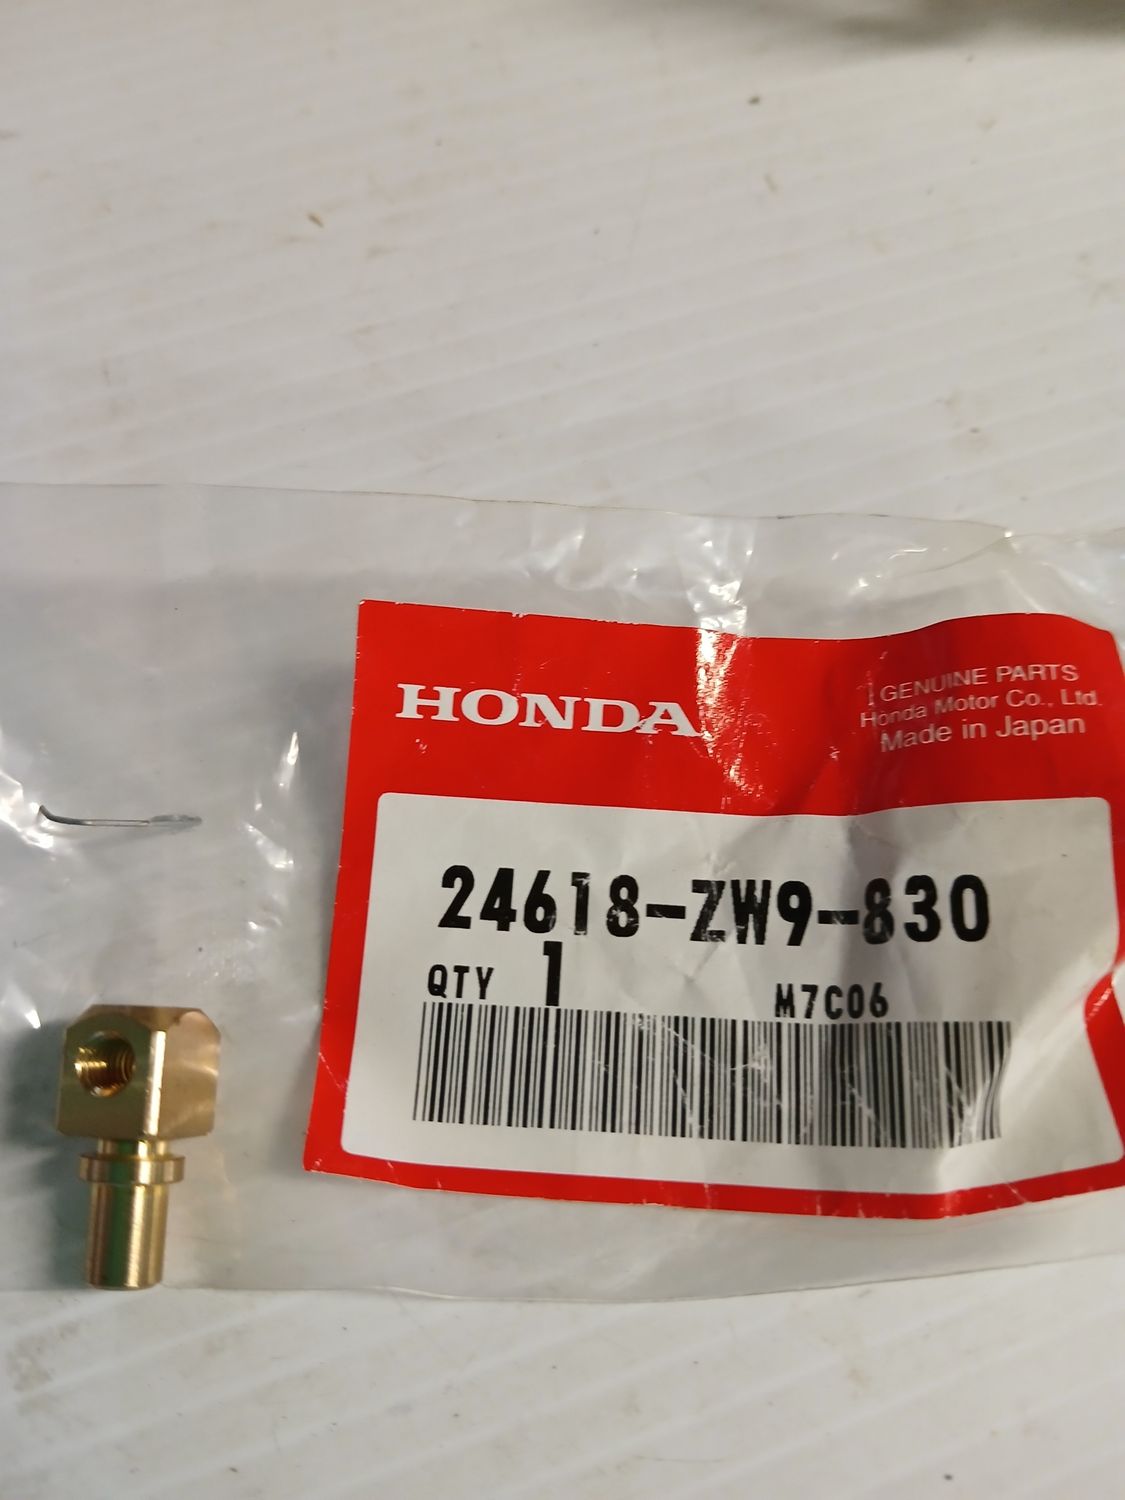 HONDA
GENUINE PARTS
Honda Motor Co., Ltd.
Made in Japan
24618-ZW9-830
QTY 1
M7C06